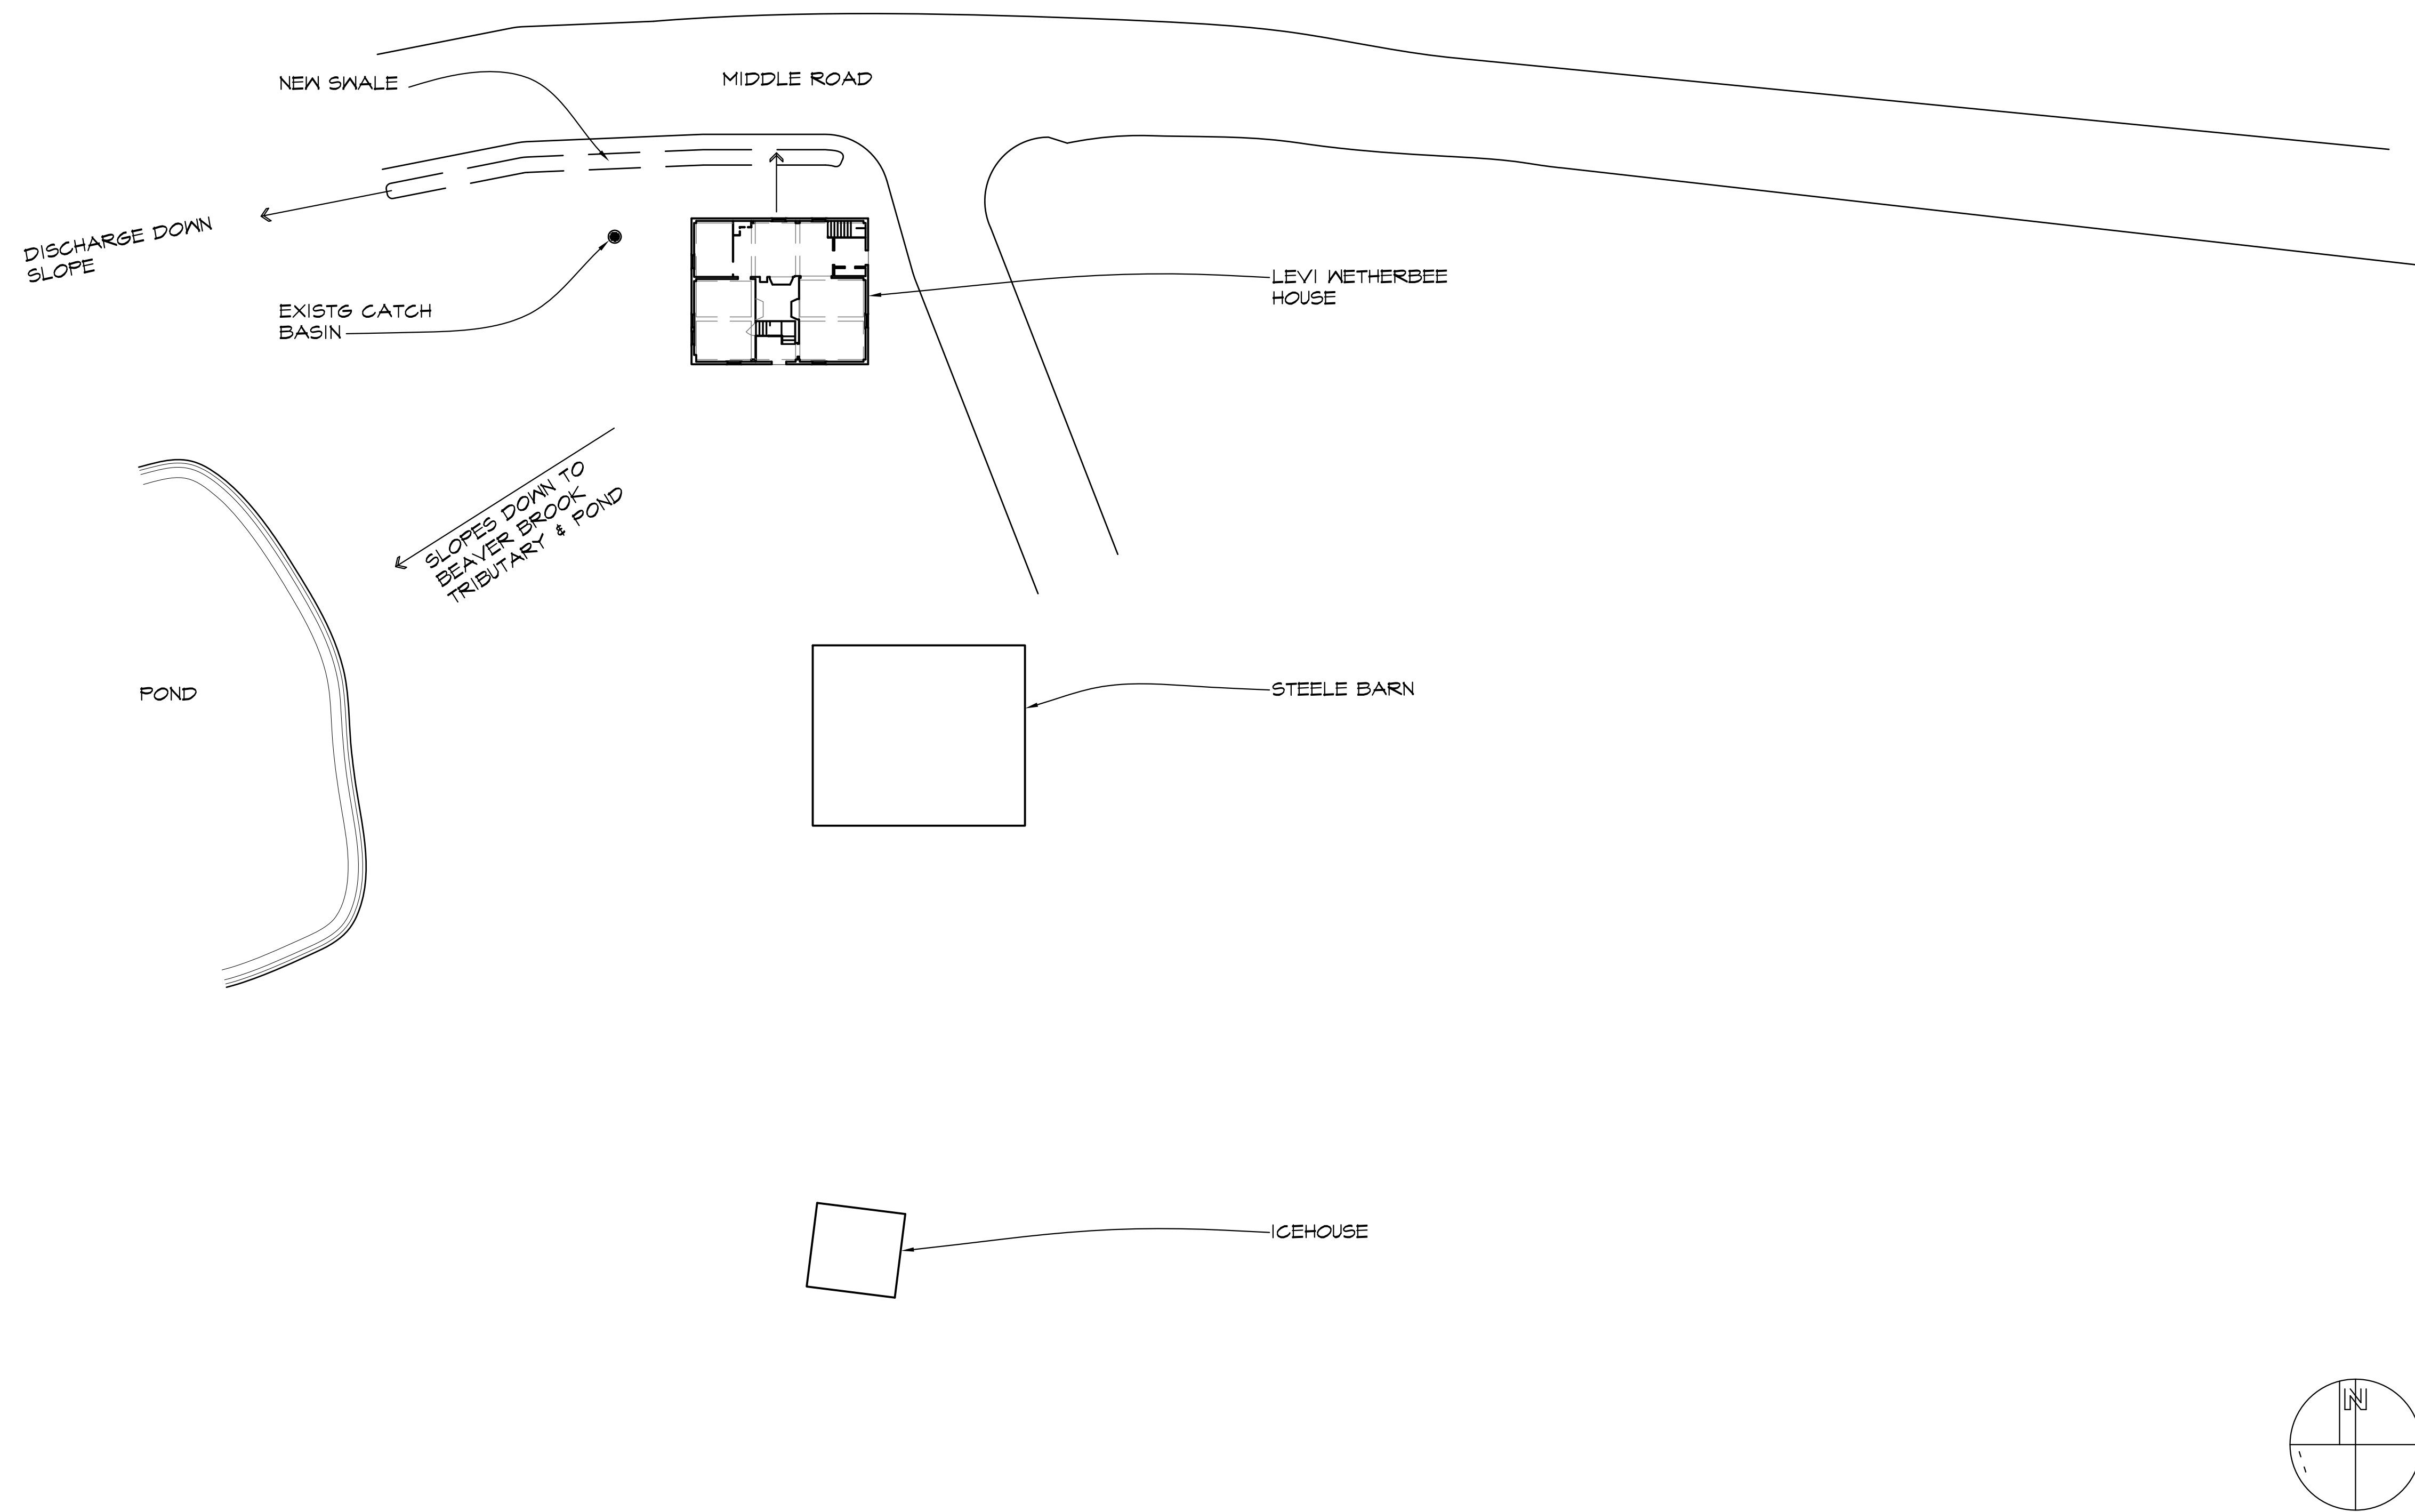 NEW SWALE
MIDDLE ROAD
DISCHARGE DOWN
SLOPE
EXISTG CATCH
BASIN
LEVI WETHERBEE
HOUSE
SLOPES DOWN TO
BEAVER BROOK
TRIBUTARY & POND
POND
STEELE BARN
ICEHOUSE
N